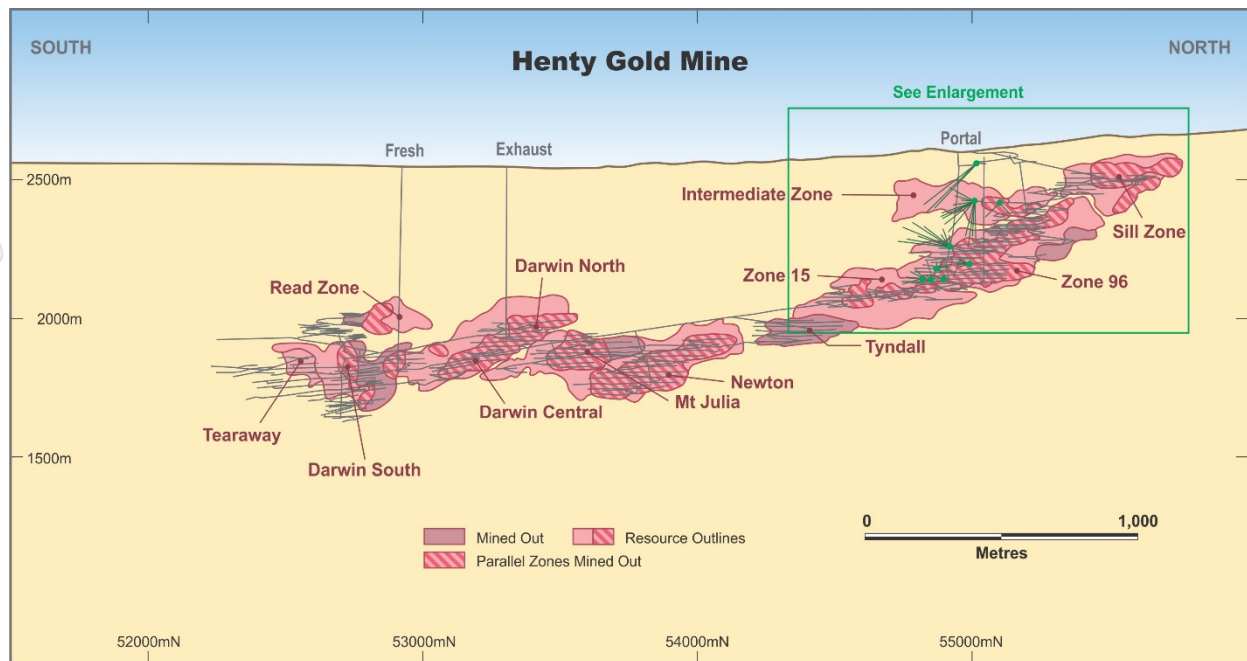 SOUTH
NORTH
Henty Gold Mine
See Enlargement
Fresh
Exhaust
Portal
2500m
Intermediate Zone
Sill Zone
Darwin North
Zone 15
Zone 96
Read Zone
2000m
Tyndall
Newton
Mt Julia
Darwin Central
Tearaway
Darwin South
1500m
Mined Out
Resource Outlines
Parallel Zones Mined Out
0
1,000
Metres
52000mN
53000mN
54000mN
55000mN